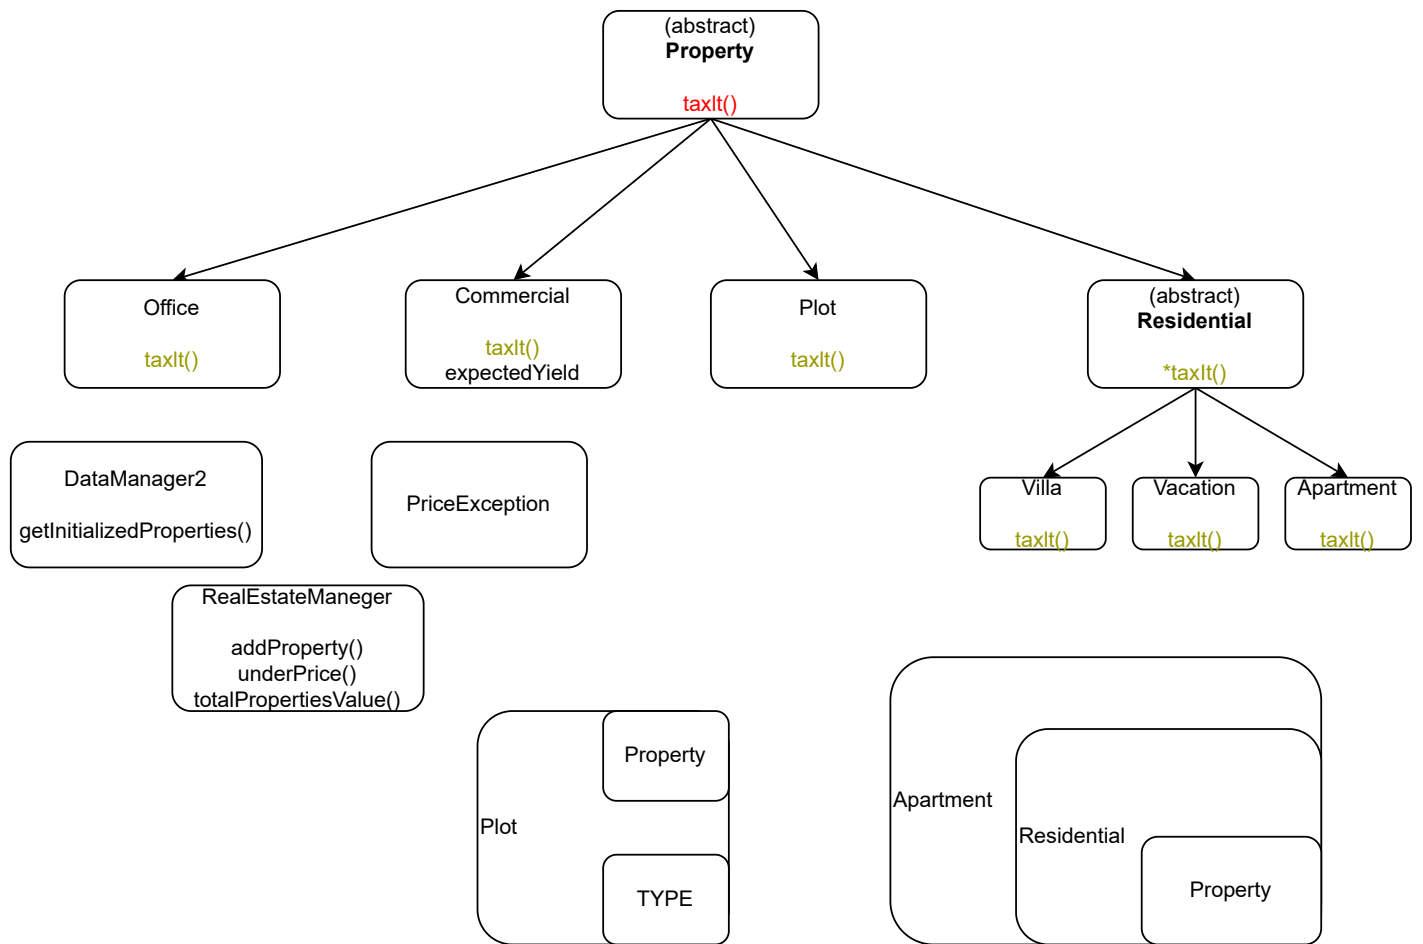 (abstract)
Property
taxIt()
Office
taxIt()
Commercial
taxIt()
expectedYield
Plot
taxIt()
(abstract)
Residential
*taxIt()
DataManager2
getInitializedProperties()
PriceException
Villa
taxIt()
Vacation
taxIt()
Apartment
taxIt()
RealEstateManeger
addProperty()
underPrice()
totalPropertiesValue()
Plot
Property
TYPE
Apartment
Residential
Property